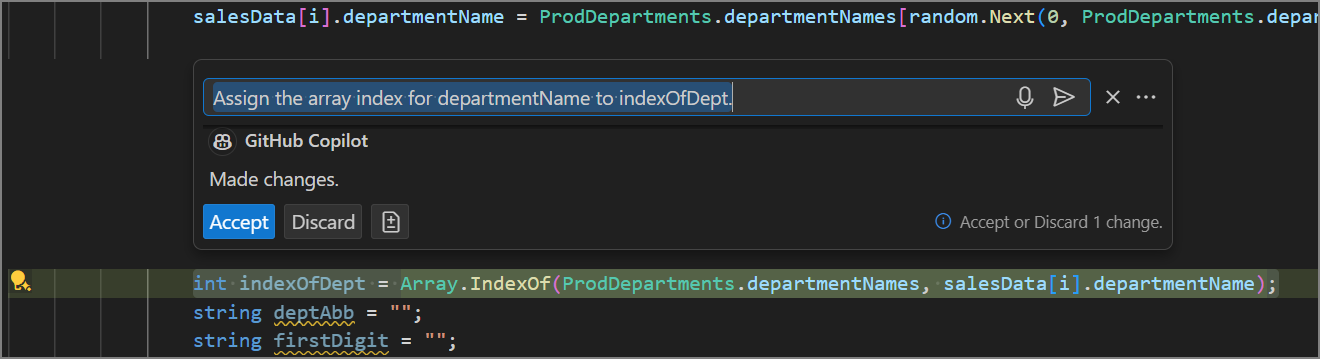 salesData[i].departmentName = ProdDepartments.departmentNames[random.Next(0, ProdDepartments.depar
Assign the array index for departmentName to indexOfDept.
GitHub Copilot
Made changes.
Accept Discard Accept or Discard 1 change.
int indexOfDept = Array.IndexOf(ProdDepartments.departmentNames, salesData[i].departmentName);
string deptAbb = "";
string firstDigit = "";